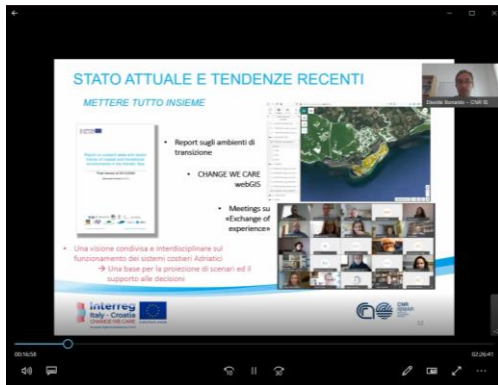 STATO ATTUALE E TENDENZE RECENTI
METTERE TUTTO INSIEME
Davide Bonaldo – CNR IS
• Report sugli ambienti di
transizione
• CHANGE WE CARE
webGIS
• Meetings su
«Exchange of
experience»
• Una visione condivisa e interdisciplinare sul
funzionamento dei sistemi costieri Adriatici
→ Una base per la proiezione di scenari ed il
supporto alle decisioni
Interreg
Italy - Croatia
CHANGE WE CARE
CNR
ISMAR
00:16:58
02:26:41
10
30